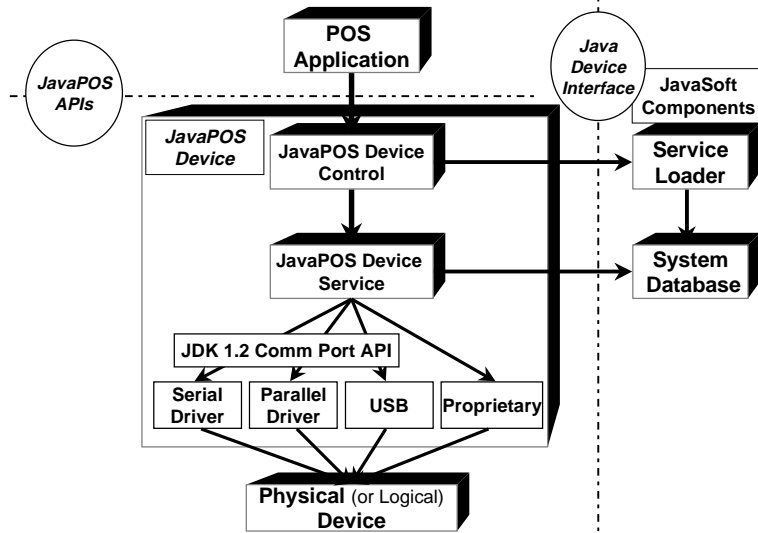 POS
Application
JavaPOS
APIs
Java
Device
Interface
JavaSoft
Components
JavaPOS
Device
JavaPOS Device
Control
Service
Loader
JavaPOS Device
Service
System
Database
JDK 1.2 Comm Port API
Serial
Driver
Parallel
Driver
USB
Proprietary
Physical (or Logical)
Device